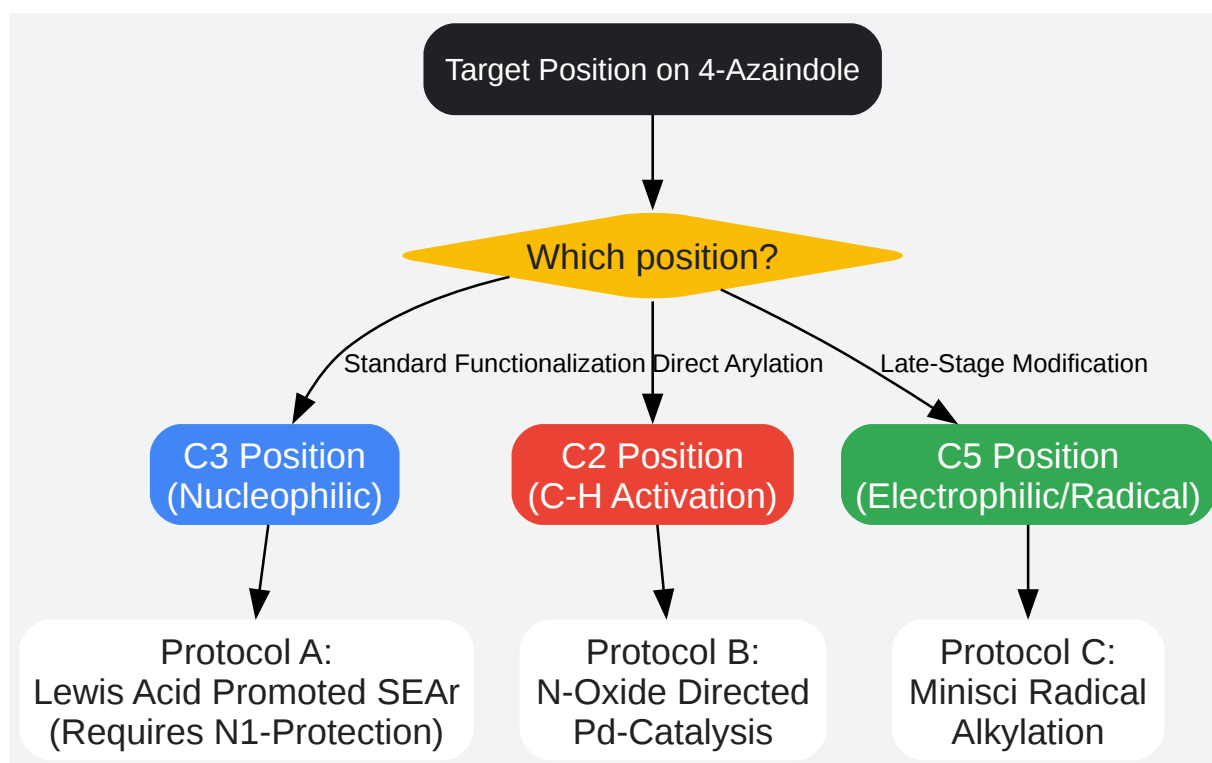 Target Position on 4-Azaindole
Which position?
Standard Functionalization
Direct Arylation
Late-Stage Modification
C3 Position
(Nucleophilic)
C2 Position
(C-H Activation)
C5 Position
(Electrophilic/Radical)
Protocol A:
Lewis Acid Promoted SEAr
(Requires N1-Protection)
Protocol B:
N-Oxide Directed
Pd-Catalysis
Protocol C:
Minisci Radical
Alkylation